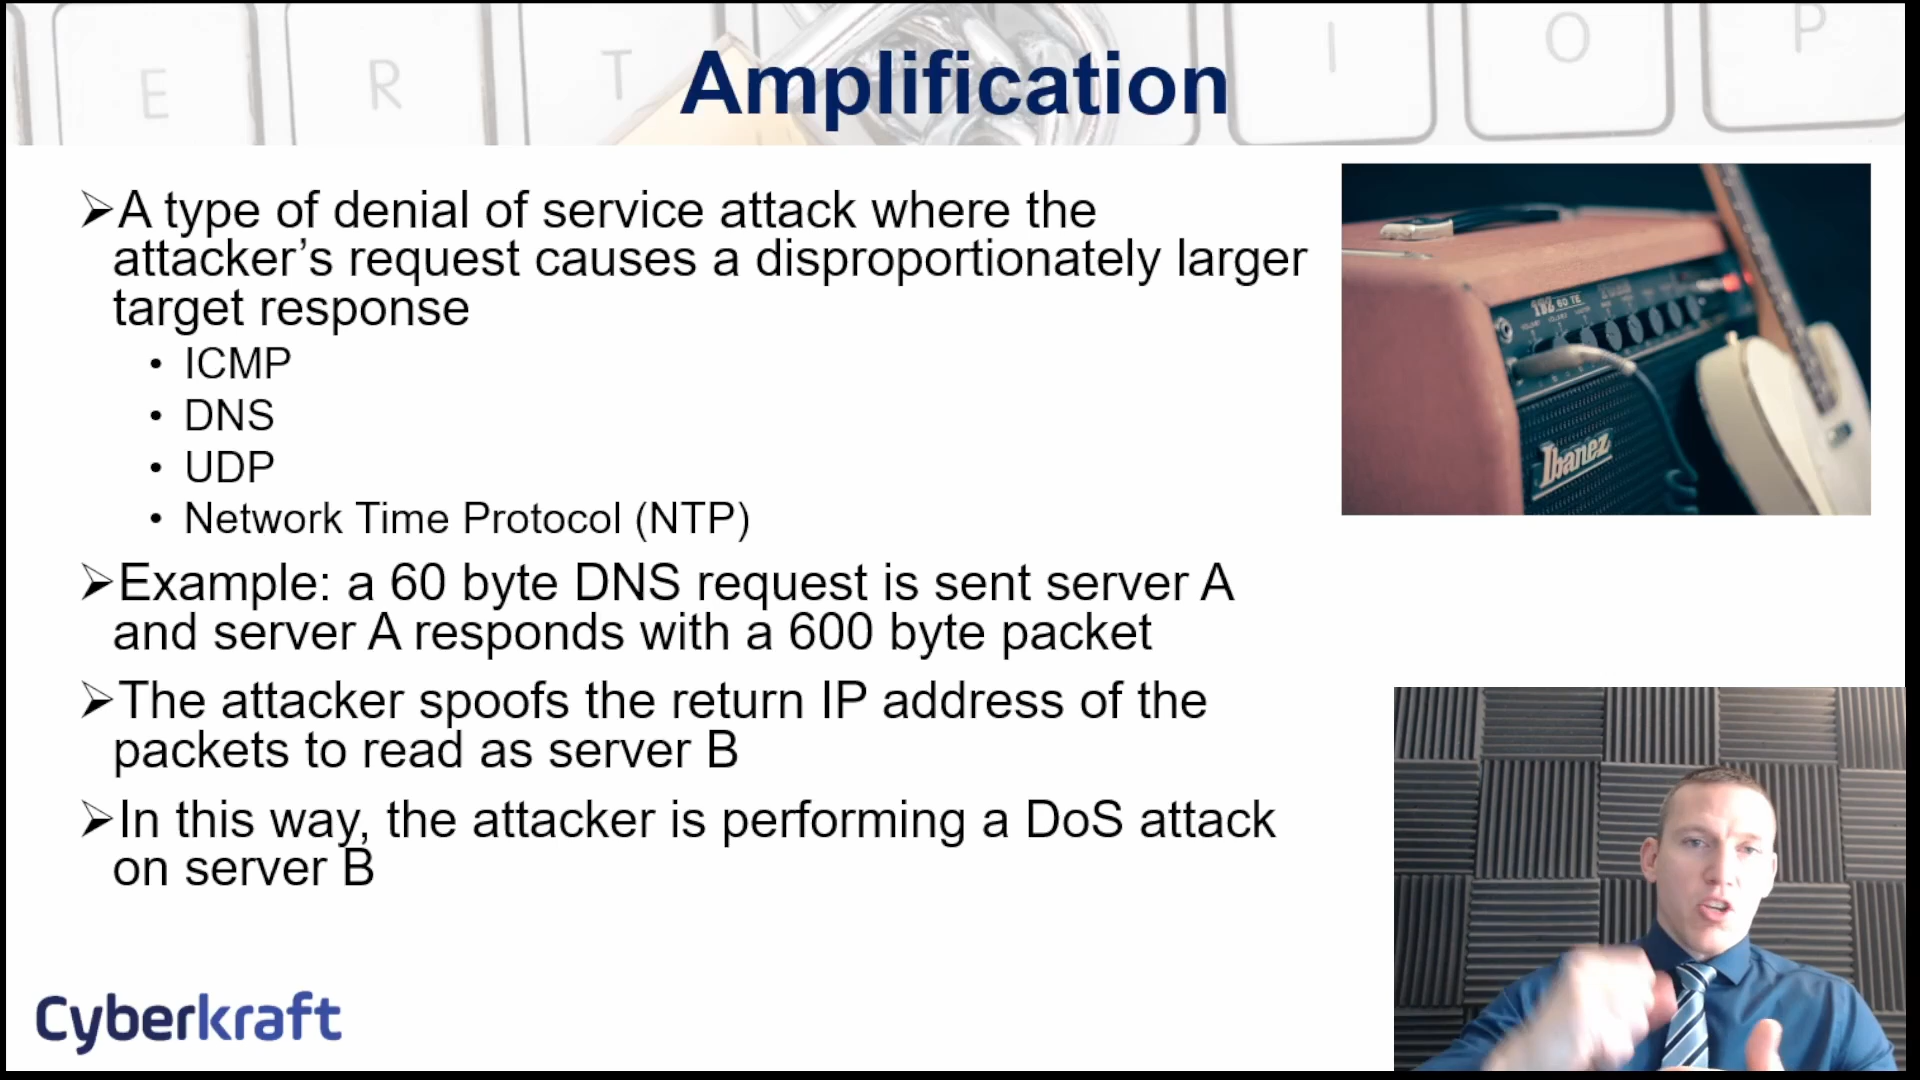 E R T I O P
Amplification
➢A type of denial of service attack where the
attacker’s request causes a disproportionately larger
target response
• ICMP
• DNS
• UDP
• Network Time Protocol (NTP)
➢Example: a 60 byte DNS request is sent server A
and server A responds with a 600 byte packet
➢The attacker spoofs the return IP address of the
packets to read as server B
➢In this way, the attacker is performing a DoS attack
on server B
Ibanez
Cyberkraft